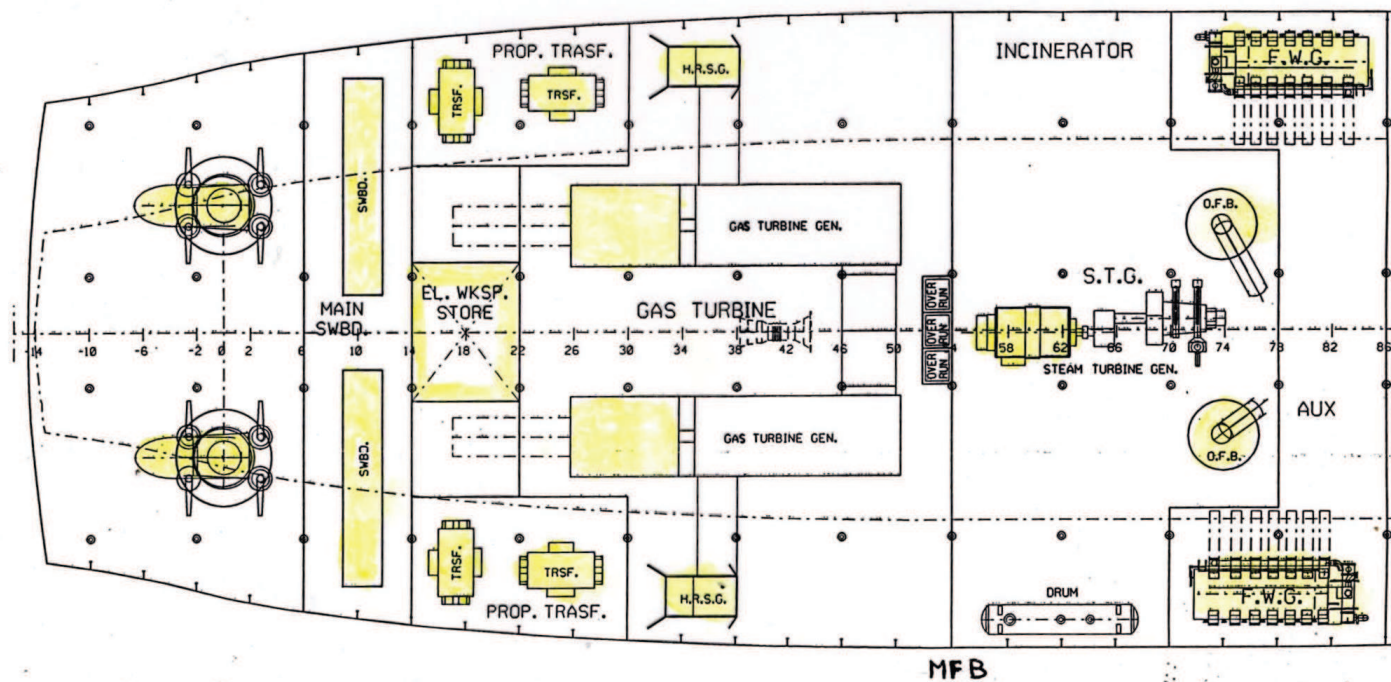 PROP. TRASF.
TRSF.
TRSF.
H.R.S.G.
INCINERATOR
F.W.G.
SWBD.
GAS TURBINE GEN.
O.F.B.
MAIN
SWBD.
EL. WKSP.
STORE
GAS TURBINE
OVER
RUN
OVER
RUN
OVER
RUN
S.T.G.
-14 -10 -6 -2 0 2 6 10 14 18 22 26 30 34 38 42 46 50 54 58 62 66 70 74 78 82 86
STEAM TURBINE GEN.
SWBD.
GAS TURBINE GEN.
O.F.B.
AUX
TRSF.
TRSF.
PROP. TRASF.
H.R.S.G.
DRUM
F.W.G.
MFB